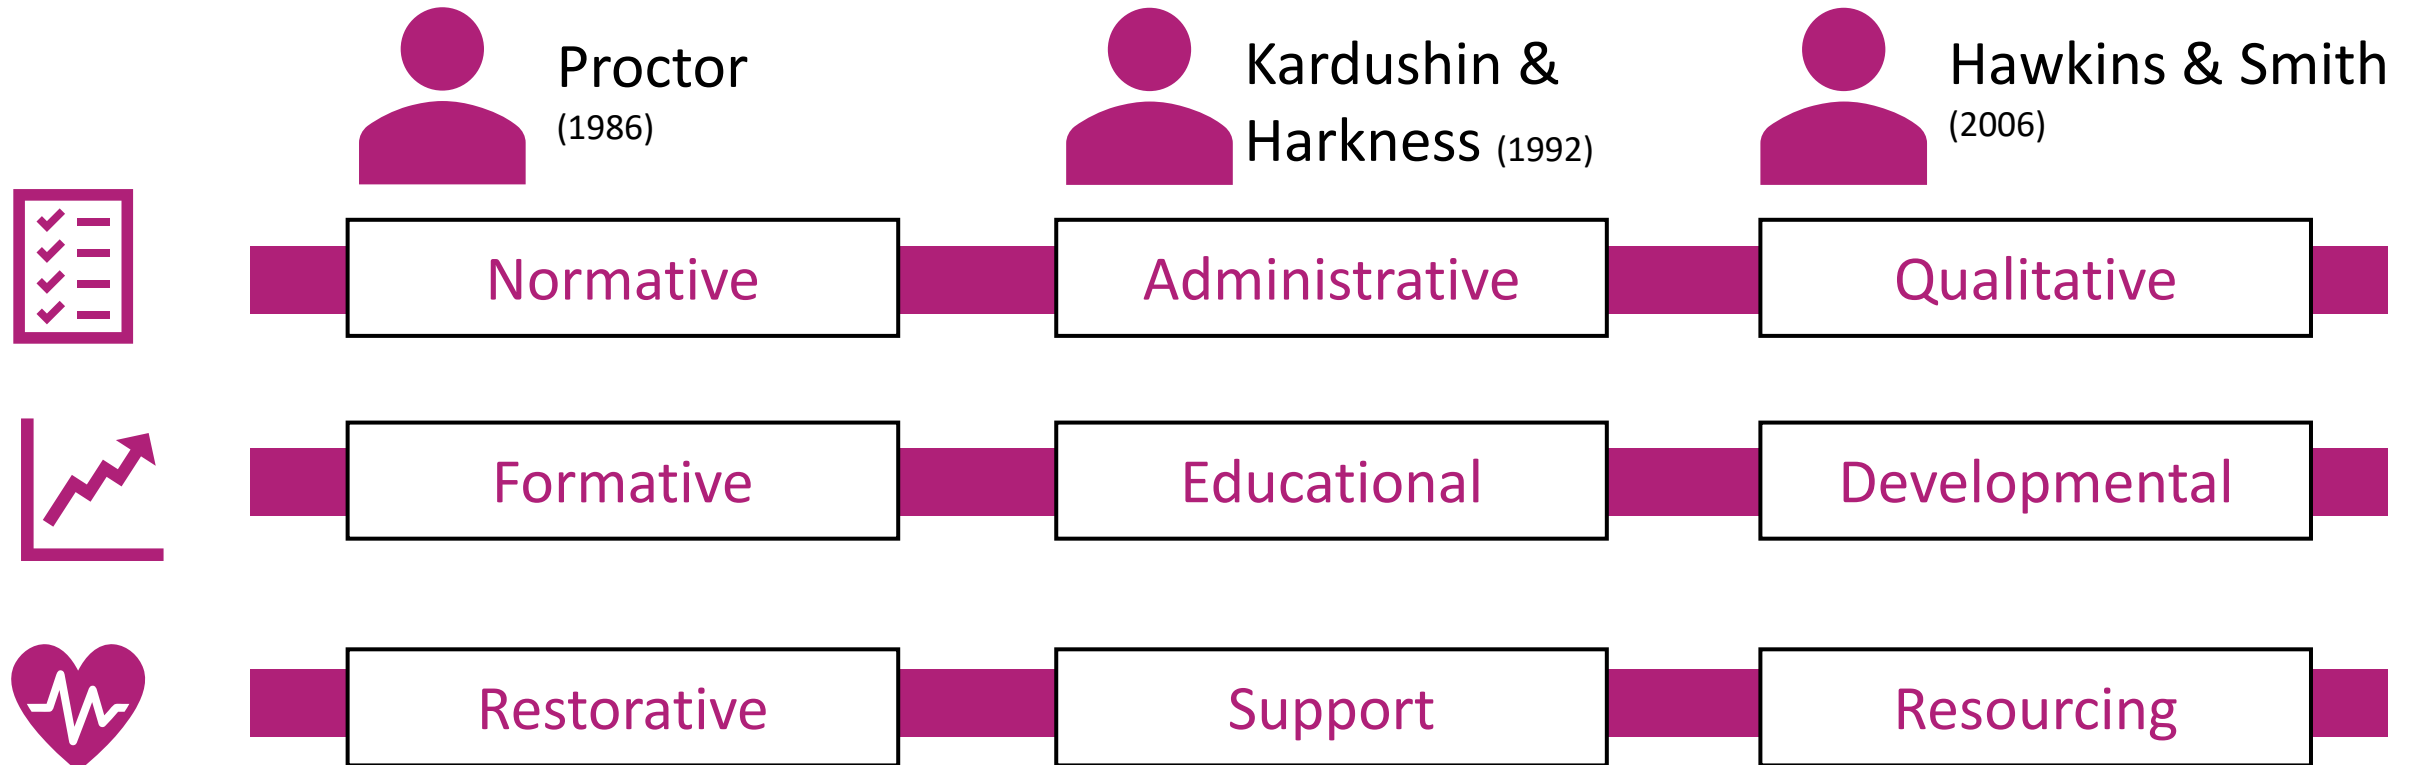 Proctor
(1986)
Kardushin &
Harkness (1992)
Hawkins & Smith
(2006)
Normative
Administrative
Qualitative
Formative
Educational
Developmental
Restorative
Support
Resourcing